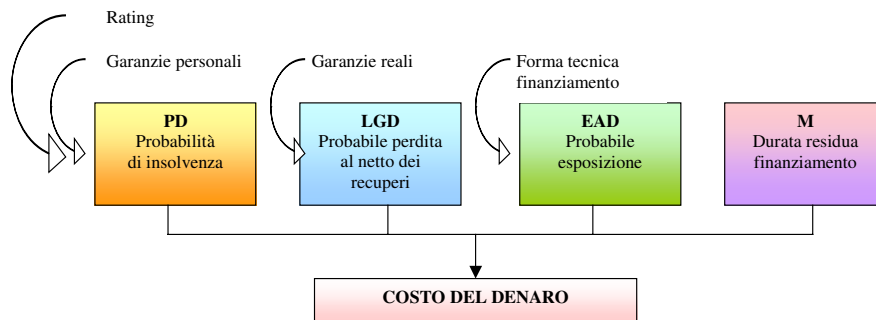 Rating
Garanzie personali
Garanzie reali
Forma tecnica
finanziamento
PD
Probabilità
di insolvenza
LGD
Probabile perdita
al netto dei
recuperi
EAD
Probabile
esposizione
M
Durata residua
finanziamento
COSTO DEL DENARO